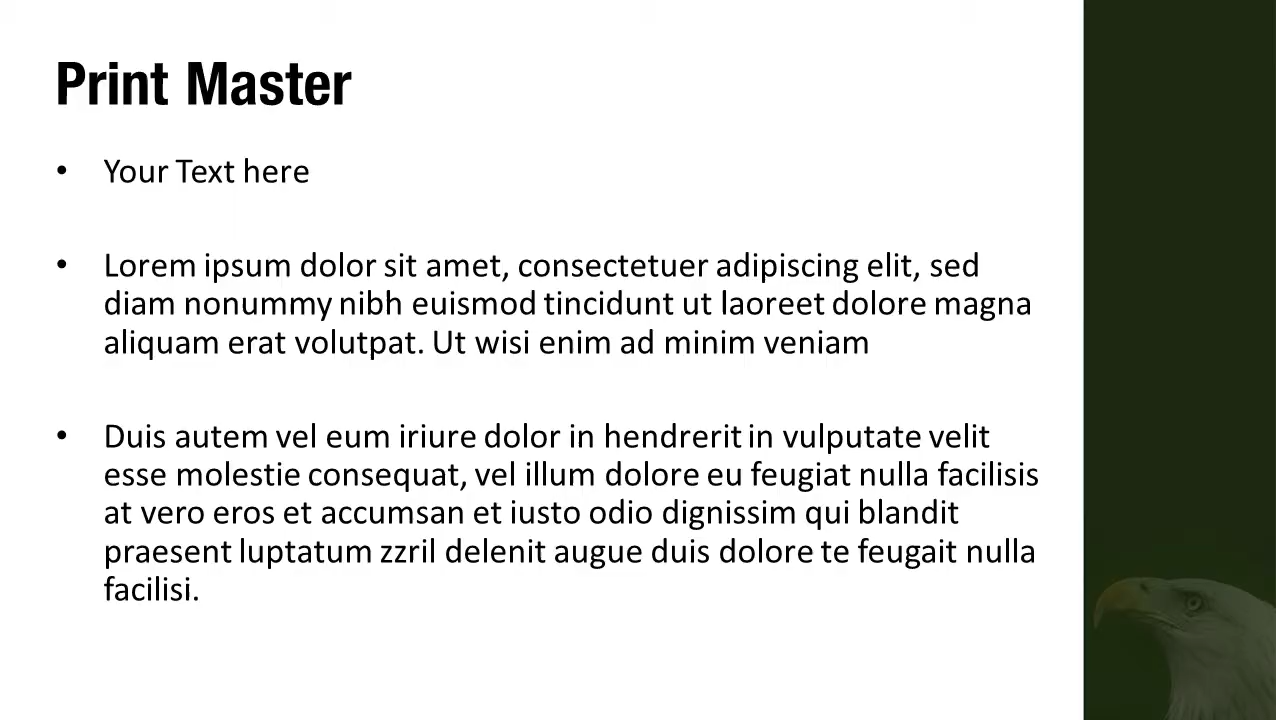 Print Master
• Your Text here
• Lorem ipsum dolor sit amet, consectetuer adipiscing elit, sed
diam nonummy nibh euismod tincidunt ut laoreet dolore magna
aliquam erat volutpat. Ut wisi enim ad minim veniam
• Duis autem vel eum iriure dolor in hendrerit in vulputate velit
esse molestie consequat, vel illum dolore eu feugiat nulla facilisis
at vero eros et accumsan et iusto odio dignissim qui blandit
praesent luptatum zzril delenit augue duis dolore te feugait nulla
facilisi.